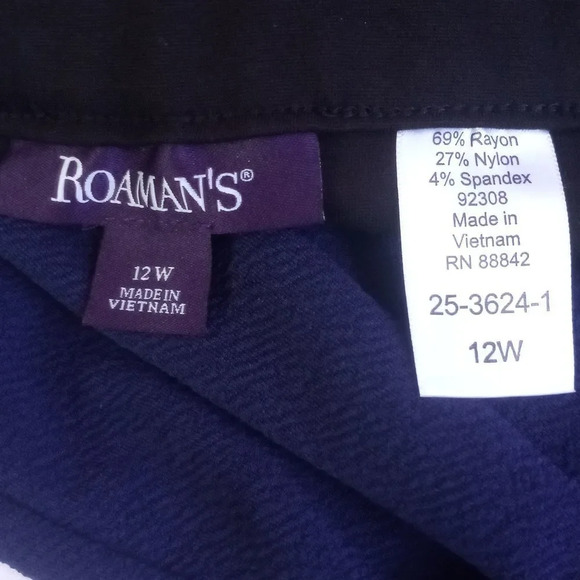 ROAMAN'S®
12 W
MADE IN
VIETNAM
69% Rayon
27% Nylon
4% Spandex
92308
Made in
Vietnam
RN 88842
25-3624-1
12W